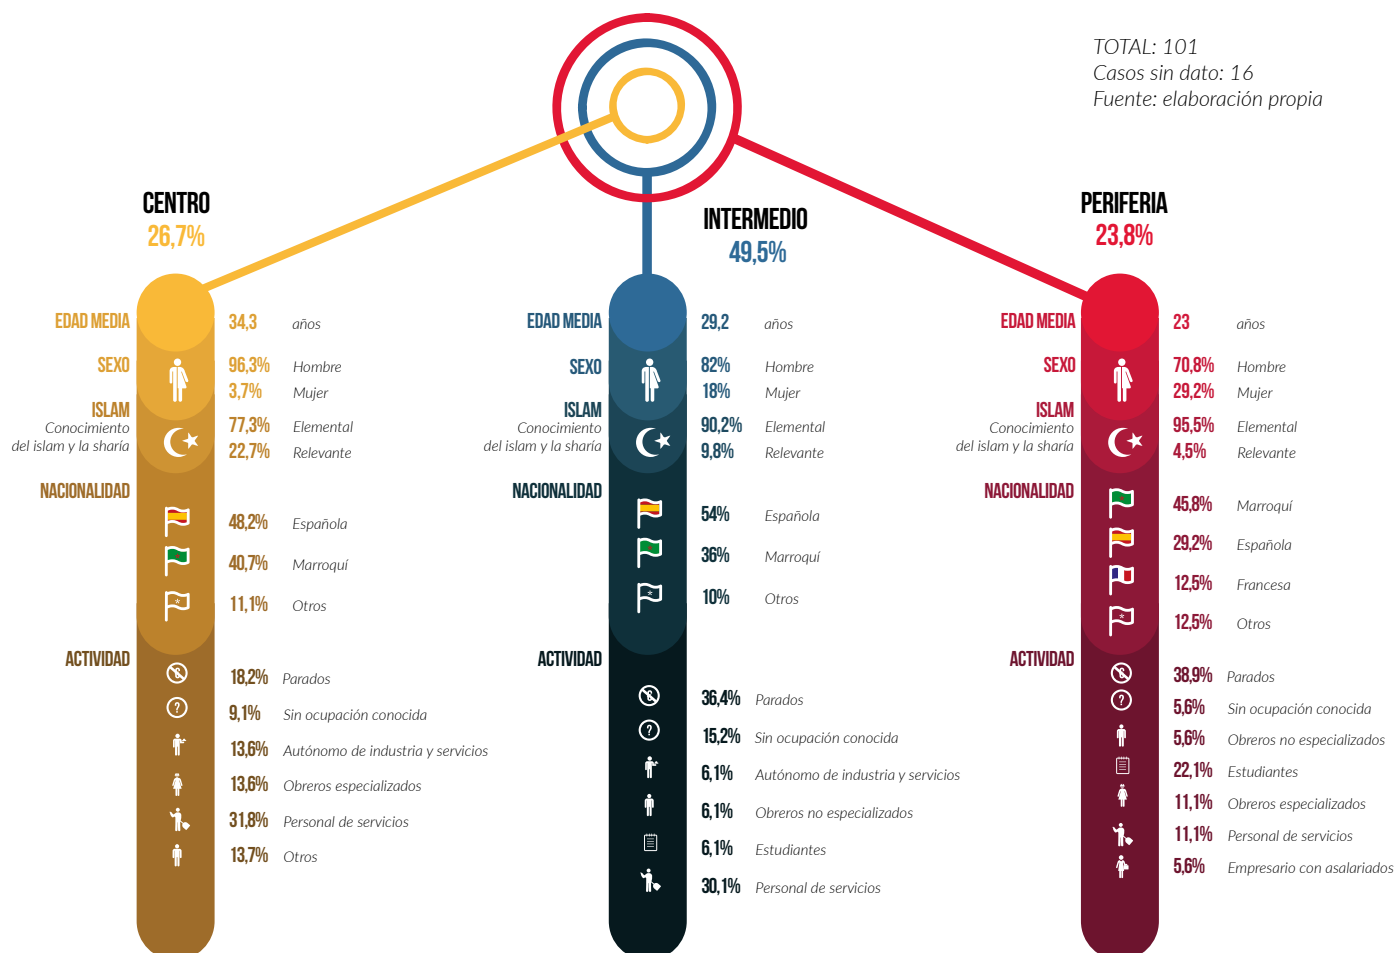 TOTAL: 101
Casos sin dato: 16
Fuente: elaboración propia
CENTRO
26,7%
EDAD MEDIA
34,3 años
SEXO
96,3% Hombre
3,7% Mujer
ISLAM
Conocimiento
del islam y la sharía
77,3% Elemental
22,7% Relevante
NACIONALIDAD
48,2% Española
40,7% Marroquí
11,1% Otros
ACTIVIDAD
18,2% Parados
9,1% Sin ocupación conocida
13,6% Autónomo de industria y servicios
13,6% Obreros especializados
31,8% Personal de servicios
13,7% Otros
INTERMEDIO
49,5%
EDAD MEDIA
29,2 años
SEXO
82% Hombre
18% Mujer
ISLAM
Conocimiento
del islam y la sharía
90,2% Elemental
9,8% Relevante
NACIONALIDAD
54% Española
36% Marroquí
10% Otros
ACTIVIDAD
36,4% Parados
15,2% Sin ocupación conocida
6,1% Autónomo de industria y servicios
6,1% Obreros no especializados
6,1% Estudiantes
30,1% Personal de servicios
PERIFERIA
23,8%
EDAD MEDIA
23 años
SEXO
70,8% Hombre
29,2% Mujer
ISLAM
Conocimiento
del islam y la sharía
95,5% Elemental
4,5% Relevante
NACIONALIDAD
45,8% Marroquí
29,2% Española
12,5% Francesa
12,5% Otros
ACTIVIDAD
38,9% Parados
5,6% Sin ocupación conocida
5,6% Obreros no especializados
22,1% Estudiantes
11,1% Obreros especializados
11,1% Personal de servicios
5,6% Empresario con asalariados